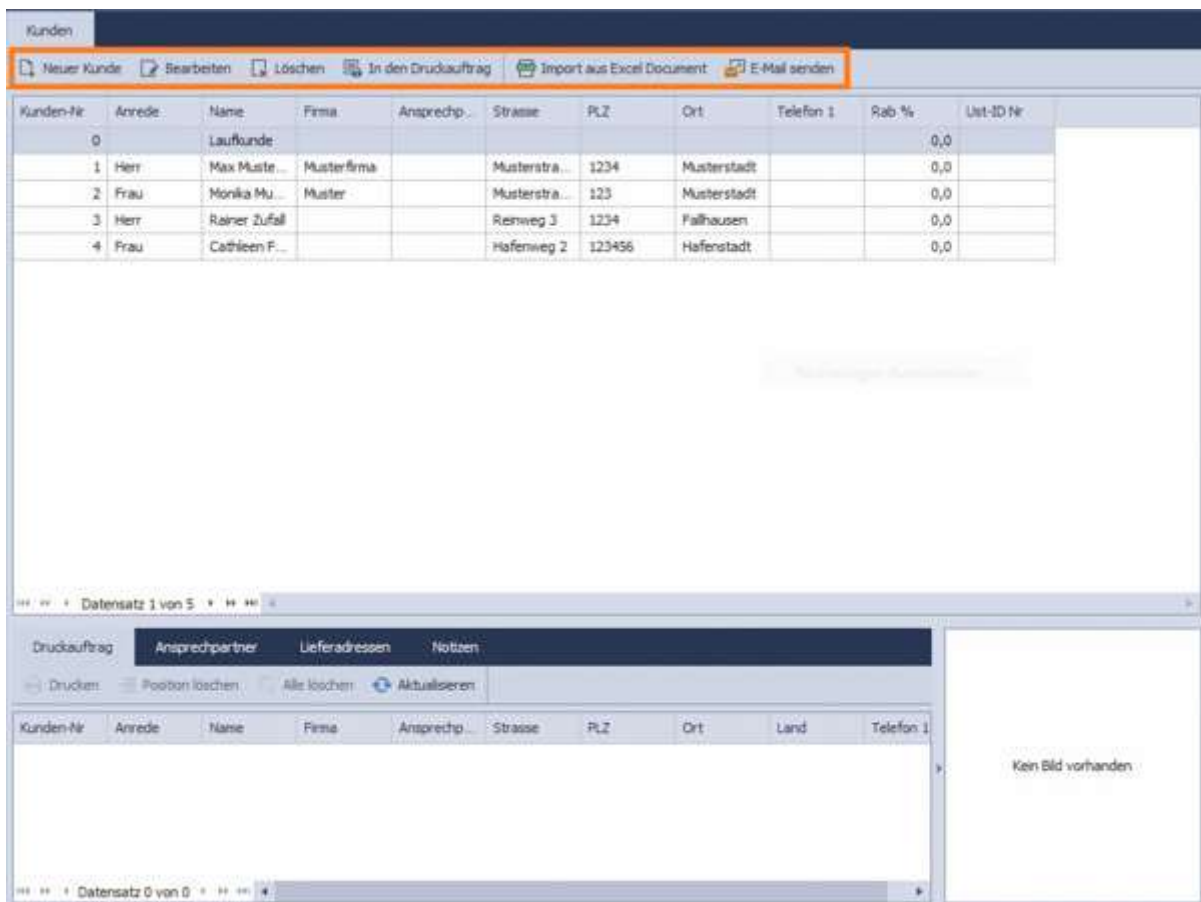 Kunden
Neuer Kunde Bearbeiten Löschen In den Druckauftrag Import aus Excel Document E-Mail senden
Kunden-Nr Anrede Name Firma Ansprechp... Strasse PLZ Ort Telefon 1 Rab % Ust-ID Nr
0 Laufkunde 0,0
1 Herr Max Muste... Musterfirma Musterstra... 1234 Musterstadt 0,0
2 Frau Monika Mu... Muster Musterstra... 123 Musterstadt 0,0
3 Herr Rainer Zufall Reinweg 3 1234 Fallhausen 0,0
4 Frau Cathleen F... Hafenweg 2 123456 Hafenstadt 0,0
Datensatz 1 von 5
Druckauftrag Ansprechpartner Lieferadressen Notizen
Drucken Position löschen Alle löschen Aktualisieren
Kunden-Nr Anrede Name Firma Ansprechp... Strasse PLZ Ort Land Telefon 1
Kein Bild vorhanden
Datensatz 0 von 0